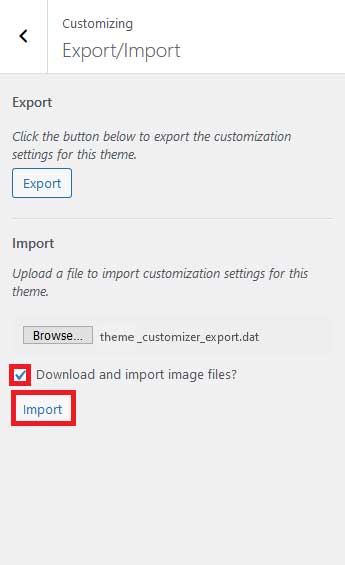 Customizing
Export/Import
Export
Click the button below to export the customization
settings for this theme.
Export
Import
Upload a file to import customization settings for this
theme.
Browse... theme _customizer_export.dat
Download and import image files?
Import